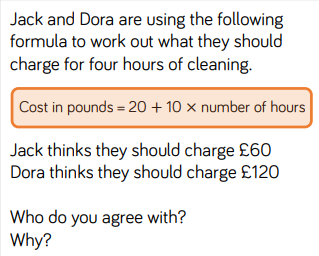 Jack and Dora are using the following
formula to work out what they should
charge for four hours of cleaning.
Cost in pounds = 20 + 10 × number of hours
Jack thinks they should charge £60
Dora thinks they should charge £120
Who do you agree with?
Why?